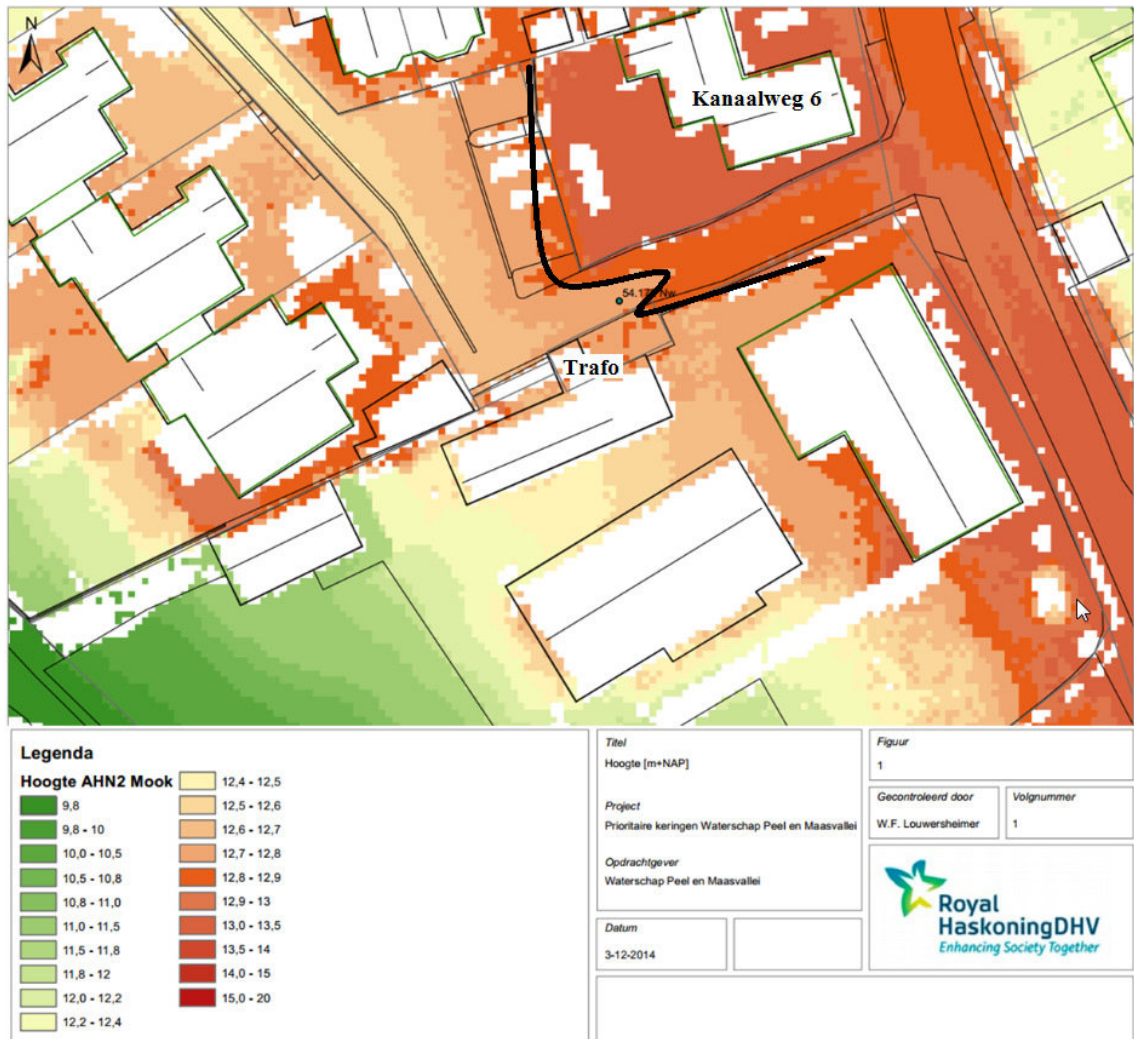 N
Kanaalweg 6
Trafo
Legenda
Hoogte AHN2 Mook
9,8
9,8 - 10
10,0 - 10,5
10,5 - 10,8
10,8 - 11,0
11,0 - 11,5
11,5 - 11,8
11,8 - 12
12,0 - 12,2
12,2 - 12,4
12,4 - 12,5
12,5 - 12,6
12,6 - 12,7
12,7 - 12,8
12,8 - 12,9
12,9 - 13
13,0 - 13,5
13,5 - 14
14,0 - 15
15,0 - 20
Titel
Hoogte [m+NAP]
Project
Prioritaire keringen Waterschap Peel en Maasvallei
Opdrachtgever
Waterschap Peel en Maasvallei
Datum
3-12-2014
Figuur
1
Gecontroleerd door
W.F. Louwersheimer
Volgnummer
1
Royal
HaskoningDHV
Enhancing Society Together